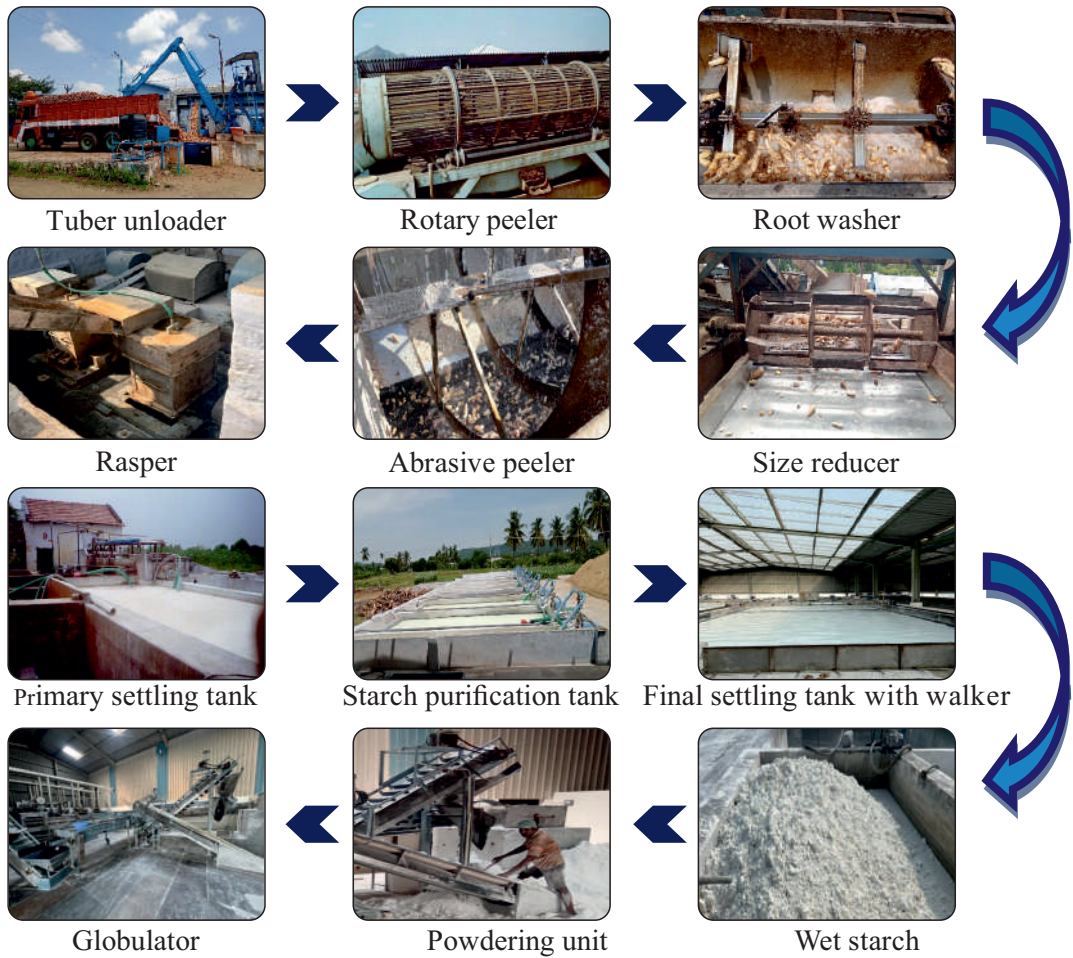 Tuber unloader
Rotary peeler
Root washer
Rasper
Abrasive peeler
Size reducer
Primary settling tank
Starch purification tank
Final settling tank with walker
Globulator
Powdering unit
Wet starch